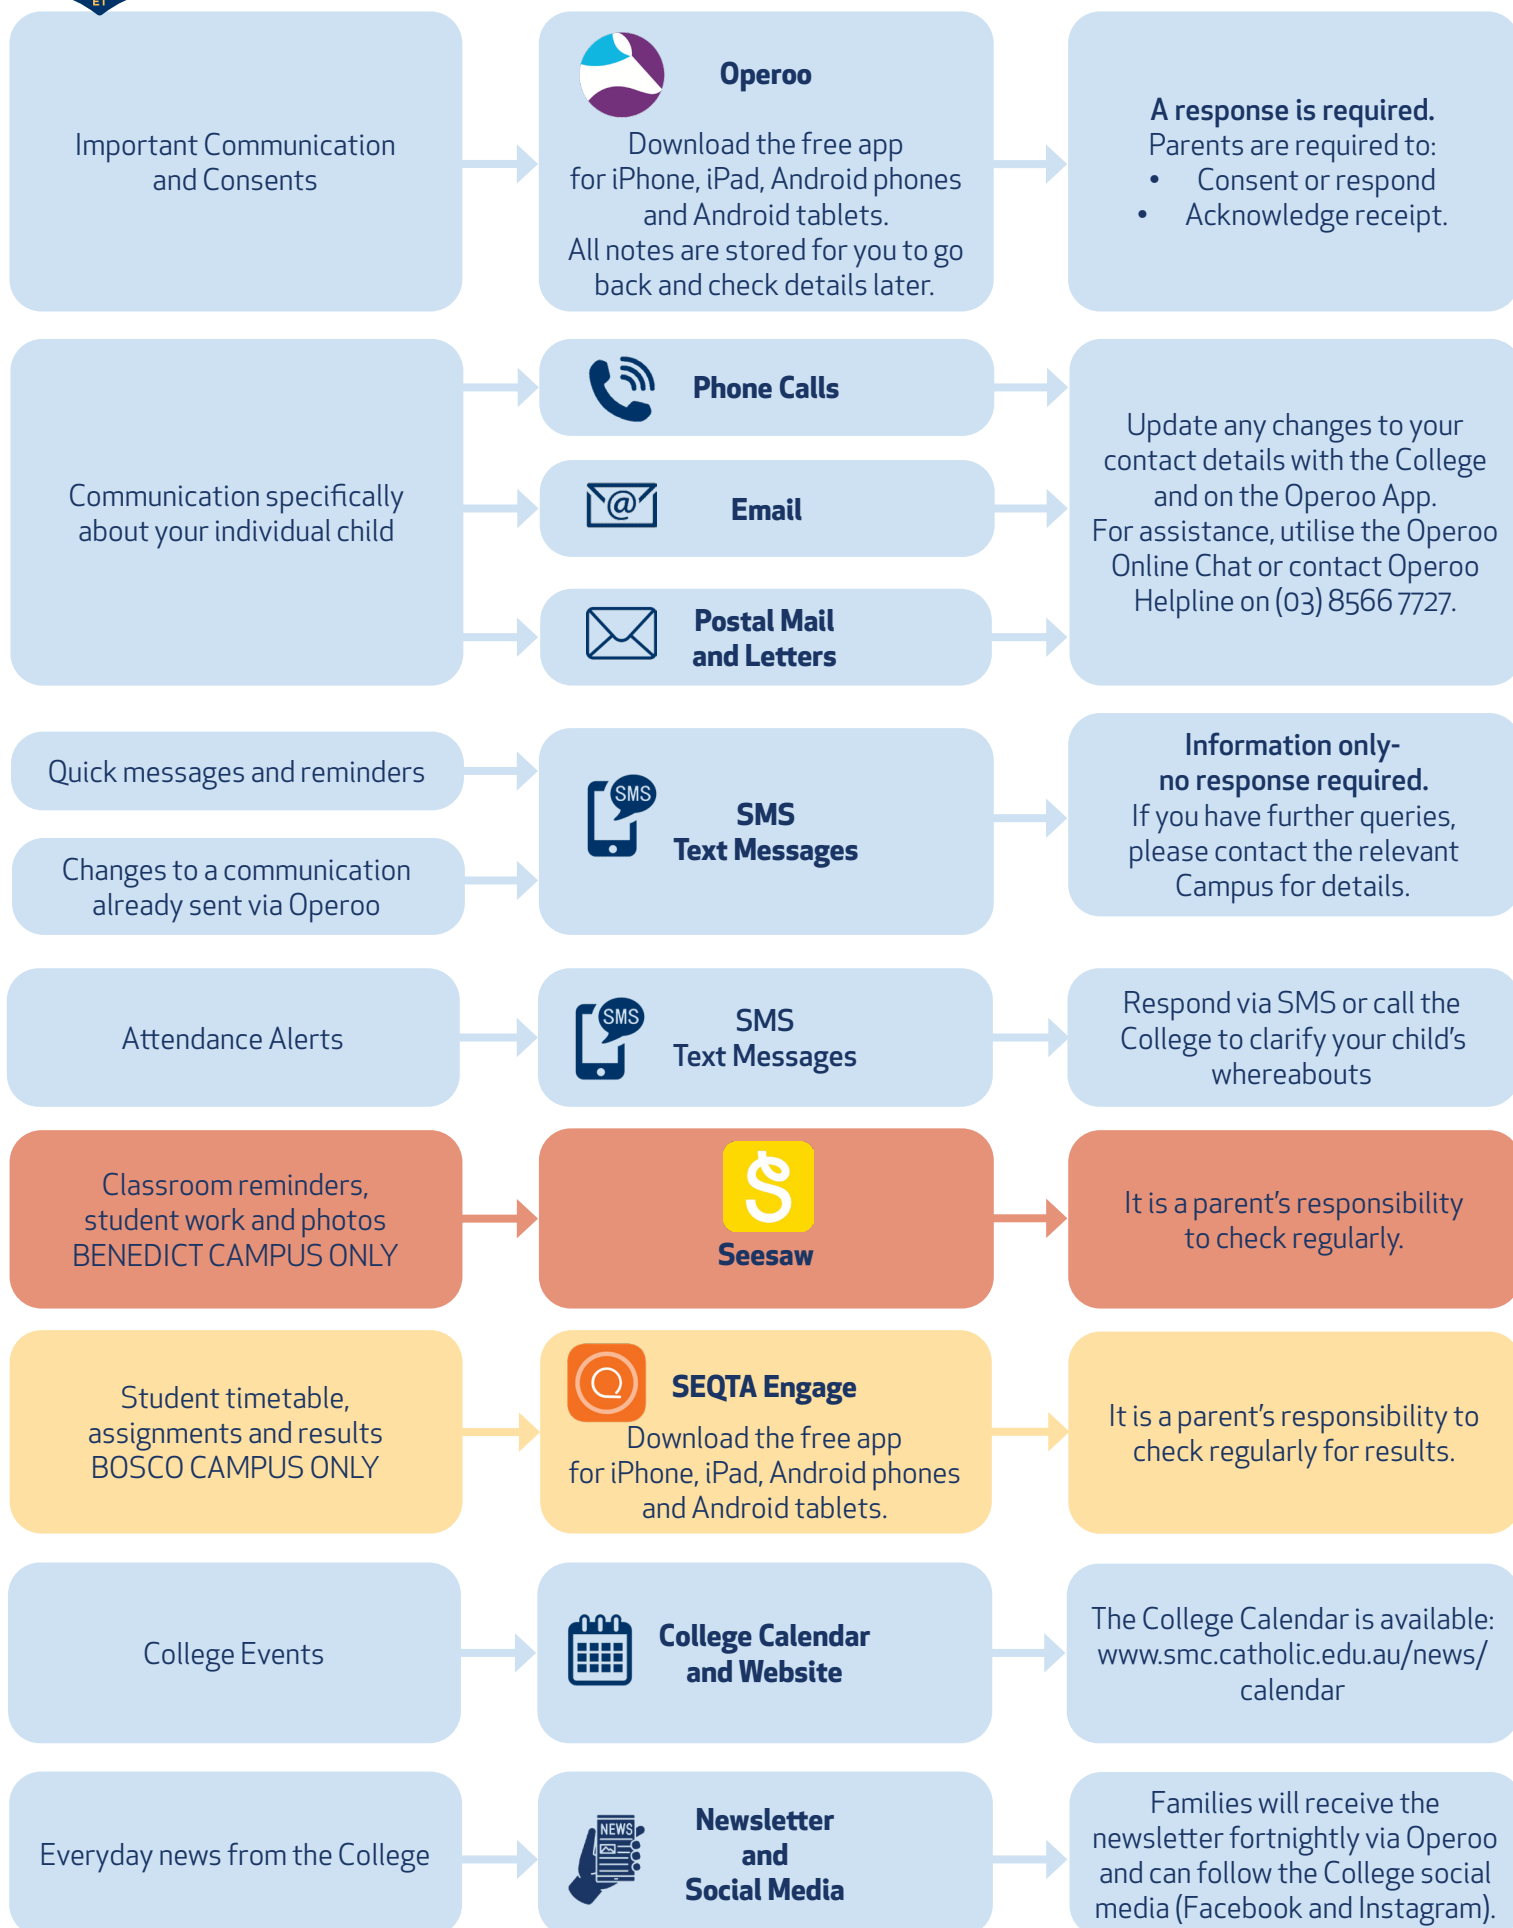 ET
Important Communication
and Consents
Operoo
Download the free app
for iPhone, iPad, Android phones
and Android tablets.
All notes are stored for you to go
back and check details later.
A response is required.
Parents are required to:
• Consent or respond
• Acknowledge receipt.
Communication specifically
about your individual child
Phone Calls
@
Email
Postal Mail
and Letters
Update any changes to your
contact details with the College
and on the Operoo App.
For assistance, utilise the Operoo
Online Chat or contact Operoo
Helpline on (03) 8566 7727.
Quick messages and reminders
Changes to a communication
already sent via Operoo
SMS
SMS
Text Messages
Information only-
no response required.
If you have further queries,
please contact the relevant
Campus for details.
Attendance Alerts
SMS
SMS
Text Messages
Respond via SMS or call the
College to clarify your child's
whereabouts
Classroom reminders,
student work and photos
BENEDICT CAMPUS ONLY
S
Seesaw
It is a parent's responsibility
to check regularly.
Student timetable,
assignments and results
BOSCO CAMPUS ONLY
SEQTA Engage
Download the free app
for iPhone, iPad, Android phones
and Android tablets.
It is a parent's responsibility to
check regularly for results.
College Events
College Calendar
and Website
The College Calendar is available:
www.smc.catholic.edu.au/news/
calendar
Everyday news from the College
NEWS
Newsletter
and
Social Media
Families will receive the
newsletter fortnightly via Operoo
and can follow the College social
media (Facebook and Instagram).